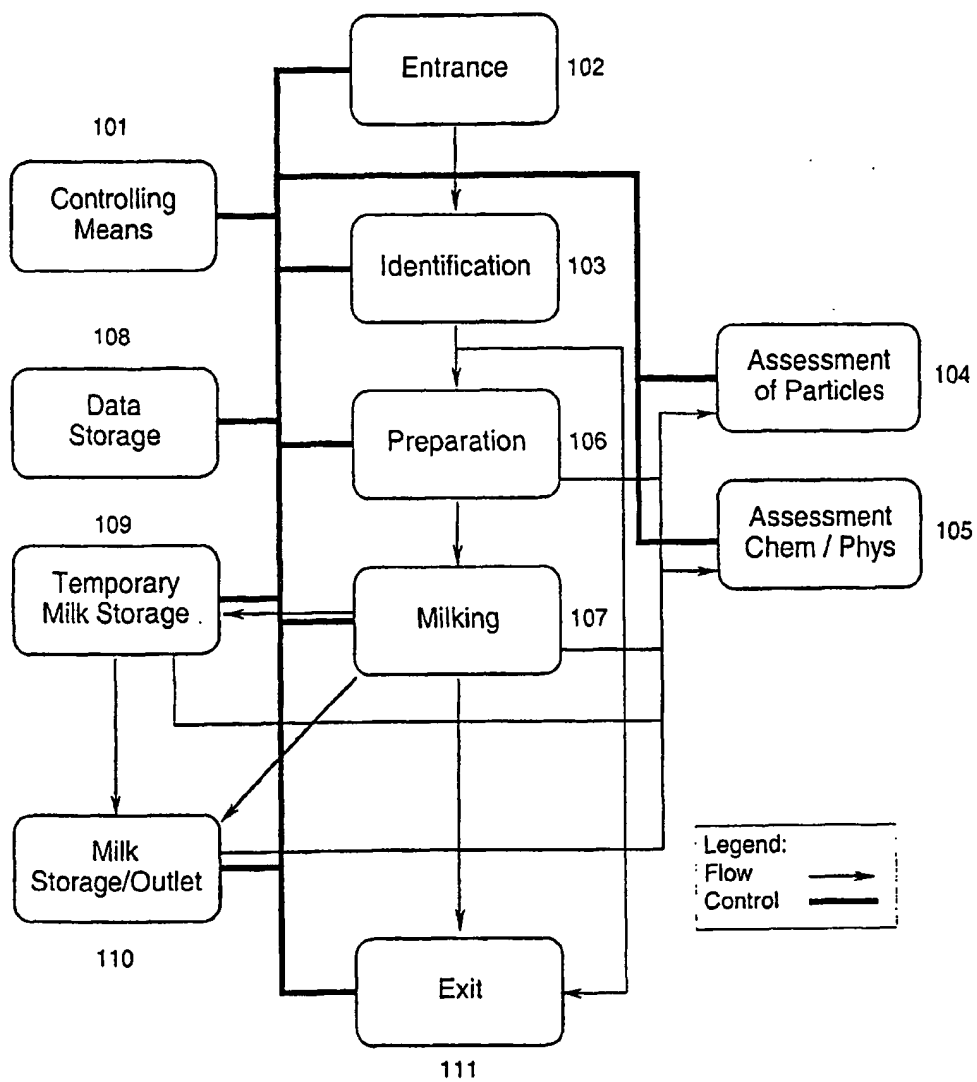 Entrance
102
101
Controlling
Means
Identification
103
108
Data
Storage
Assessment
of Particles
104
Preparation
106
Assessment
Chem / Phys
105
109
Temporary
Milk Storage
Milking
107
Milk
Storage/Outlet
110
Legend:
Flow
Control
Exit
111